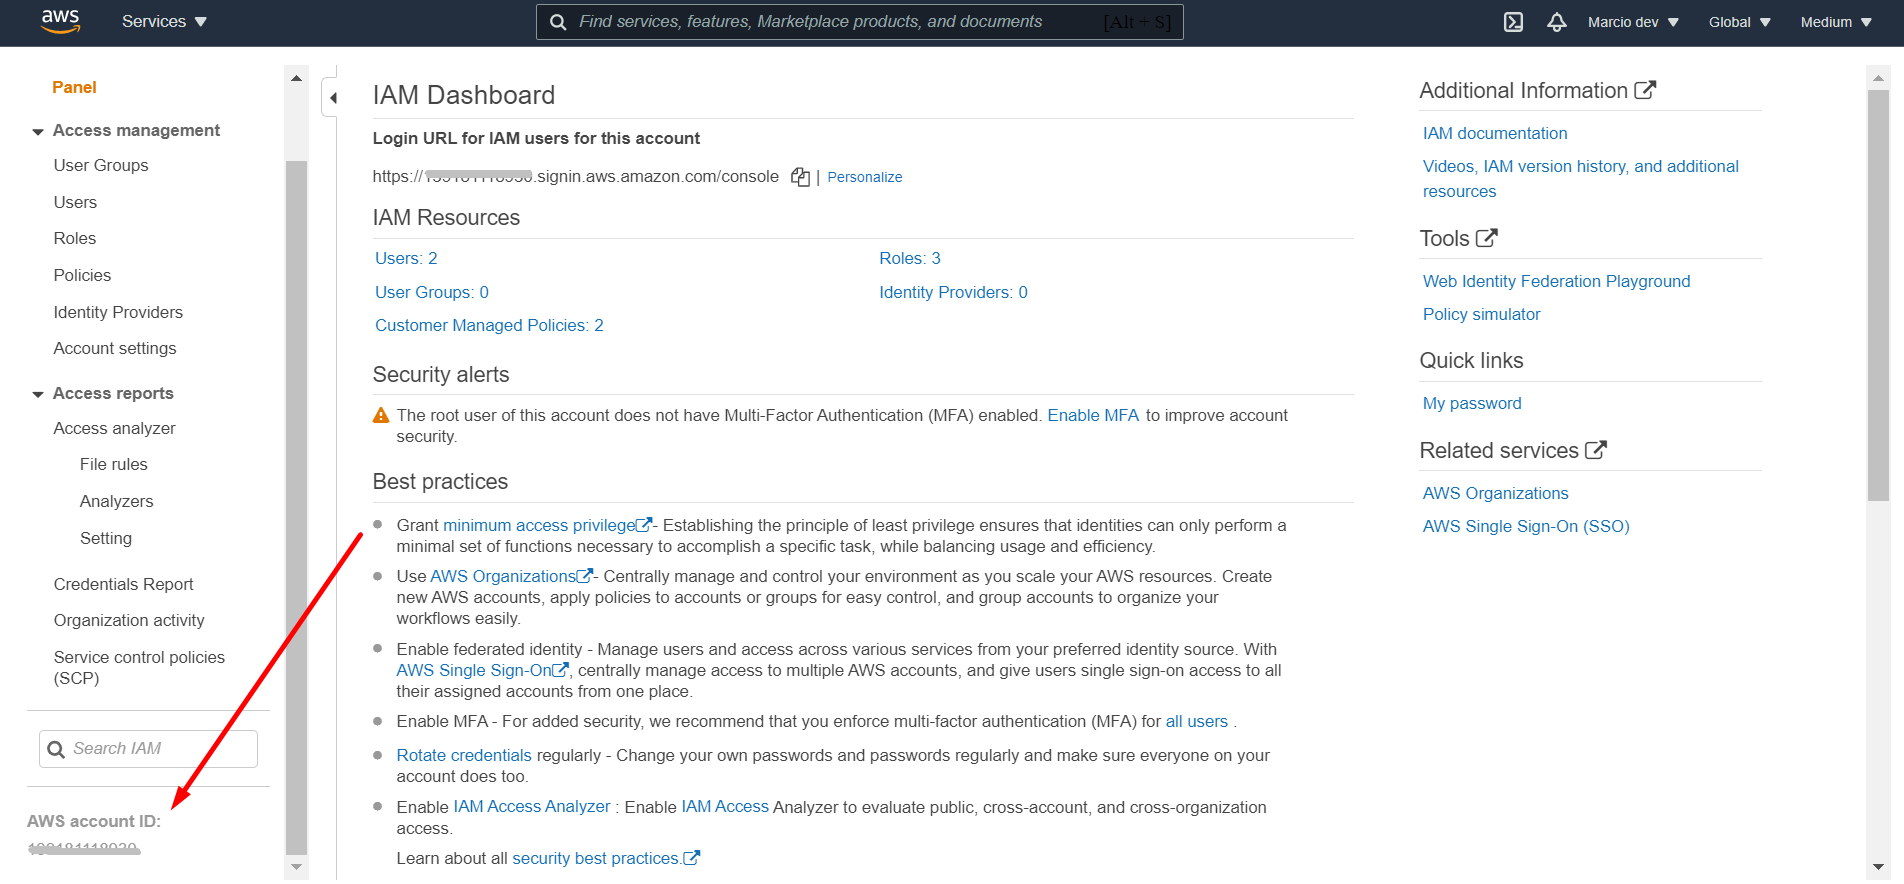 aws
Services
Find services, features, Marketplace products, and documents
[Alt + S]
Marcio dev
Global
Medium
Panel
Access management
User Groups
Users
Roles
Policies
Identity Providers
Account settings
Access reports
Access analyzer
File rules
Analyzers
Setting
Credentials Report
Organization activity
Service control policies
(SCP)
Search IAM
AWS account ID:
IAM Dashboard
Login URL for IAM users for this account
https://
.signin.aws.amazon.com/console | Personalize
IAM Resources
Users: 2
Roles: 3
User Groups: 0
Identity Providers: 0
Customer Managed Policies: 2
Security alerts
The root user of this account does not have Multi-Factor Authentication (MFA) enabled. Enable MFA to improve account
security.
Best practices
Grant minimum access privilege - Establishing the principle of least privilege ensures that identities can only perform a
minimal set of functions necessary to accomplish a specific task, while balancing usage and efficiency.
Use AWS Organizations - Centrally manage and control your environment as you scale your AWS resources. Create
new AWS accounts, apply policies to accounts or groups for easy control, and group accounts to organize your
workflows easily.
Enable federated identity - Manage users and access across various services from your preferred identity source. With
AWS Single Sign-On , centrally manage access to multiple AWS accounts, and give users single sign-on access to all
their assigned accounts from one place.
Enable MFA - For added security, we recommend that you enforce multi-factor authentication (MFA) for all users .
Rotate credentials regularly - Change your own passwords and passwords regularly and make sure everyone on your
account does too.
Enable IAM Access Analyzer : Enable IAM Access Analyzer to evaluate public, cross-account, and cross-organization
access.
Learn about all security best practices.
Additional Information
IAM documentation
Videos, IAM version history, and additional
resources
Tools
Web Identity Federation Playground
Policy simulator
Quick links
My password
Related services
AWS Organizations
AWS Single Sign-On (SSO)